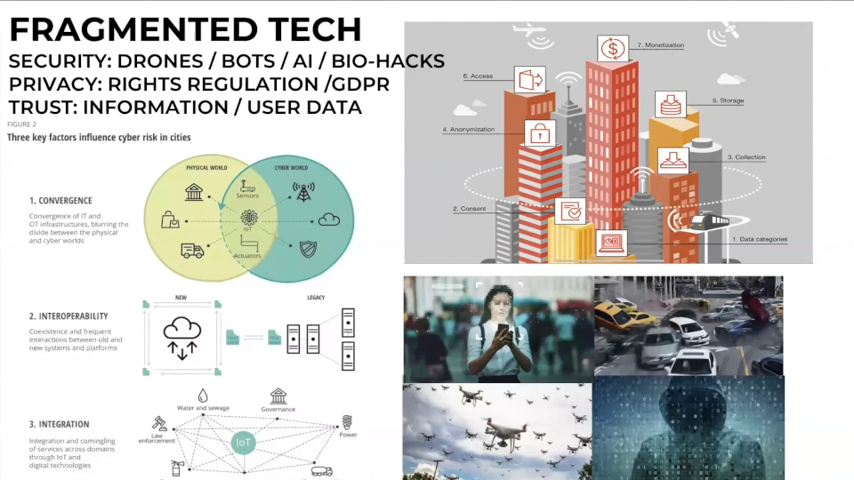 FRAGMENTED TECH
SECURITY: DRONES / BOTS / AI / BIO-HACKS
PRIVACY: RIGHTS REGULATION /GDPR
TRUST: INFORMATION / USER DATA
FIGURE 2
Three key factors influence cyber risk in cities
1. CONVERGENCE
Convergence of IT and
OT infrastructures, blurring the
divide between the physical
and cyber worlds
PHYSICAL WORLD
CYBER WORLD
Sensors
IoT
Actuators
2. INTEROPERABILITY
Coexistence and frequent
interactions between old and
new systems and platforms
NEW
LEGACY
3. INTEGRATION
Integration and comingling
of services across domains
through IoT and
digital technologies
Water and sewage
Governance
Law
enforcement
IoT
Power
7. Monetization
6. Access
5. Storage
4. Anonymization
3. Collection
2. Consent
1. Data categories